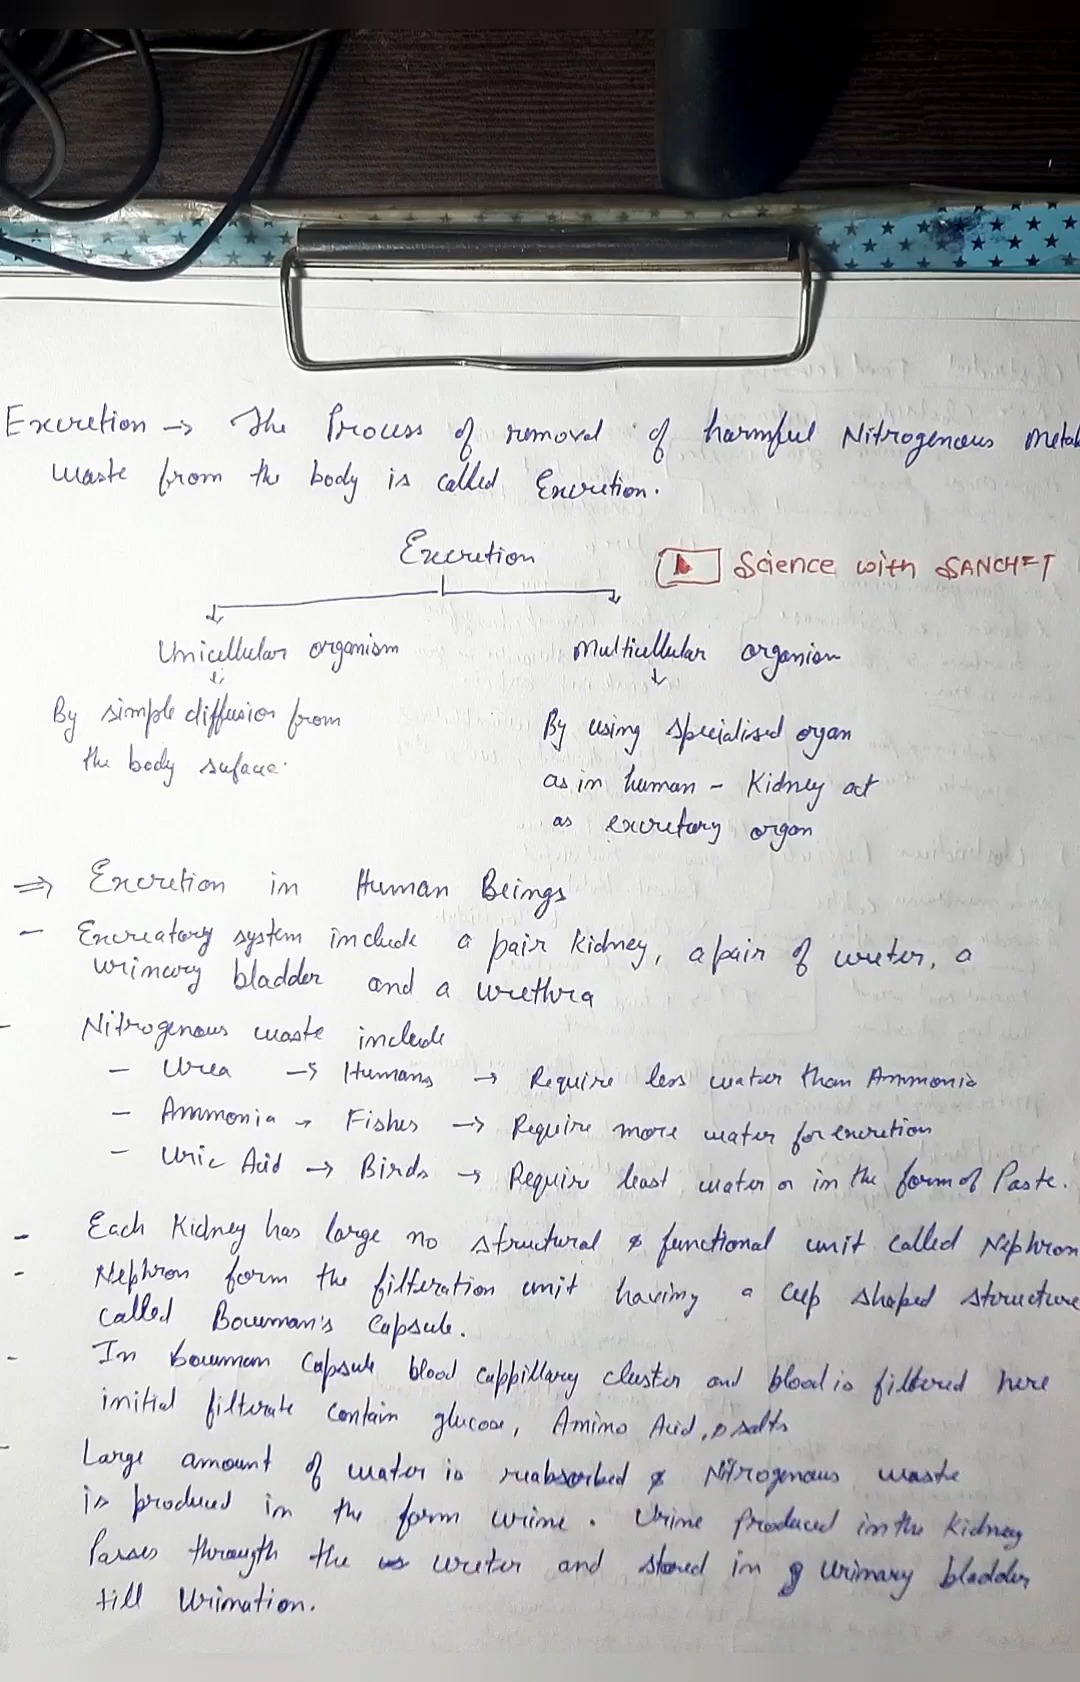 Excretion → The Process of removal of harmful Nitrogenous Metab
waste from the body is called Excretion.
Excretion
Science with SANCHET
Unicellular organism
Multicellular organism
By simple diffusion from
the body suface.
By using specialised organ
as in human - Kidney act
as excretory organ
⇒ Excretion in Human Beings
- Excreatory system include a pair kidney, a pair of ureter, a
urinary bladder and a urethra
- Nitrogenous waste include
- Urea → Humans → Require less water than Ammonia
- Ammonia → Fishes → Require more water for excretion
- Uric Acid → Birds → Require least water or in the form of Paste.
- Each Kidney has large no structural & functional unit called Nephron
- Nephron form the filteration unit having a cup shaped structure
called Bowman's Capsule.
- In bowman Capsule blood cappillary cluster and blood is filtered here
initial filterate contain glucose, Amino Acid, salts
- Large amount of water is reabsorbed & Nitrogenous waste
is produced in the form urine. Urine produced in the kidney
Passes throught the ureter and stored in urinary bladder
till Urination.